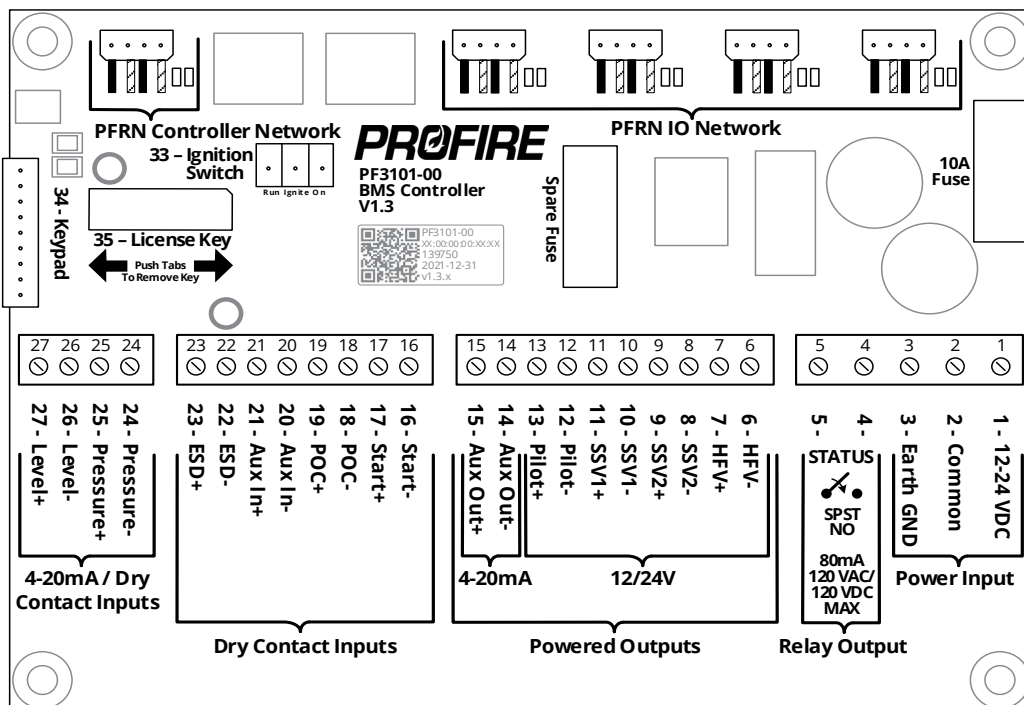 PFRN Controller Network
PFRN IO Network
33 – Ignition
Switch
Run Ignite On
PROFIRE
PF3101-00
BMS Controller
V1.3
PF3101-00
XX:00:00:00:XX:XX
139750
2021-12-31
v1.3.x
Spare Fuse
10A
Fuse
34 - Keypad
35 – License Key
Push Tabs
To Remove Key
27 26 25 24
23 22 21 20 19 18 17 16
15 14 13 12 11 10 9 8 7 6
5 4 3 2 1
27 - Level+
26 - Level-
25 - Pressure+
24 - Pressure-
23 - ESD+
22 - ESD-
21 - Aux In+
20 - Aux In-
19 - POC+
18 - POC-
17 - Start+
16 - Start-
15 - Aux Out+
14 - Aux Out-
13 - Pilot+
12 - Pilot-
11 - SSV1+
10 - SSV1-
9 - SSV2+
8 - SSV2-
7 - HFV+
6 - HFV-
5 -
4 -
STATUS
SPST
NO
80mA
120 VAC/
120 VDC
MAX
3 - Earth GND
2 - Common
1 - 12-24 VDC
4-20mA / Dry
Contact Inputs
Dry Contact Inputs
4-20mA
12/24V
Powered Outputs
Relay Output
Power Input